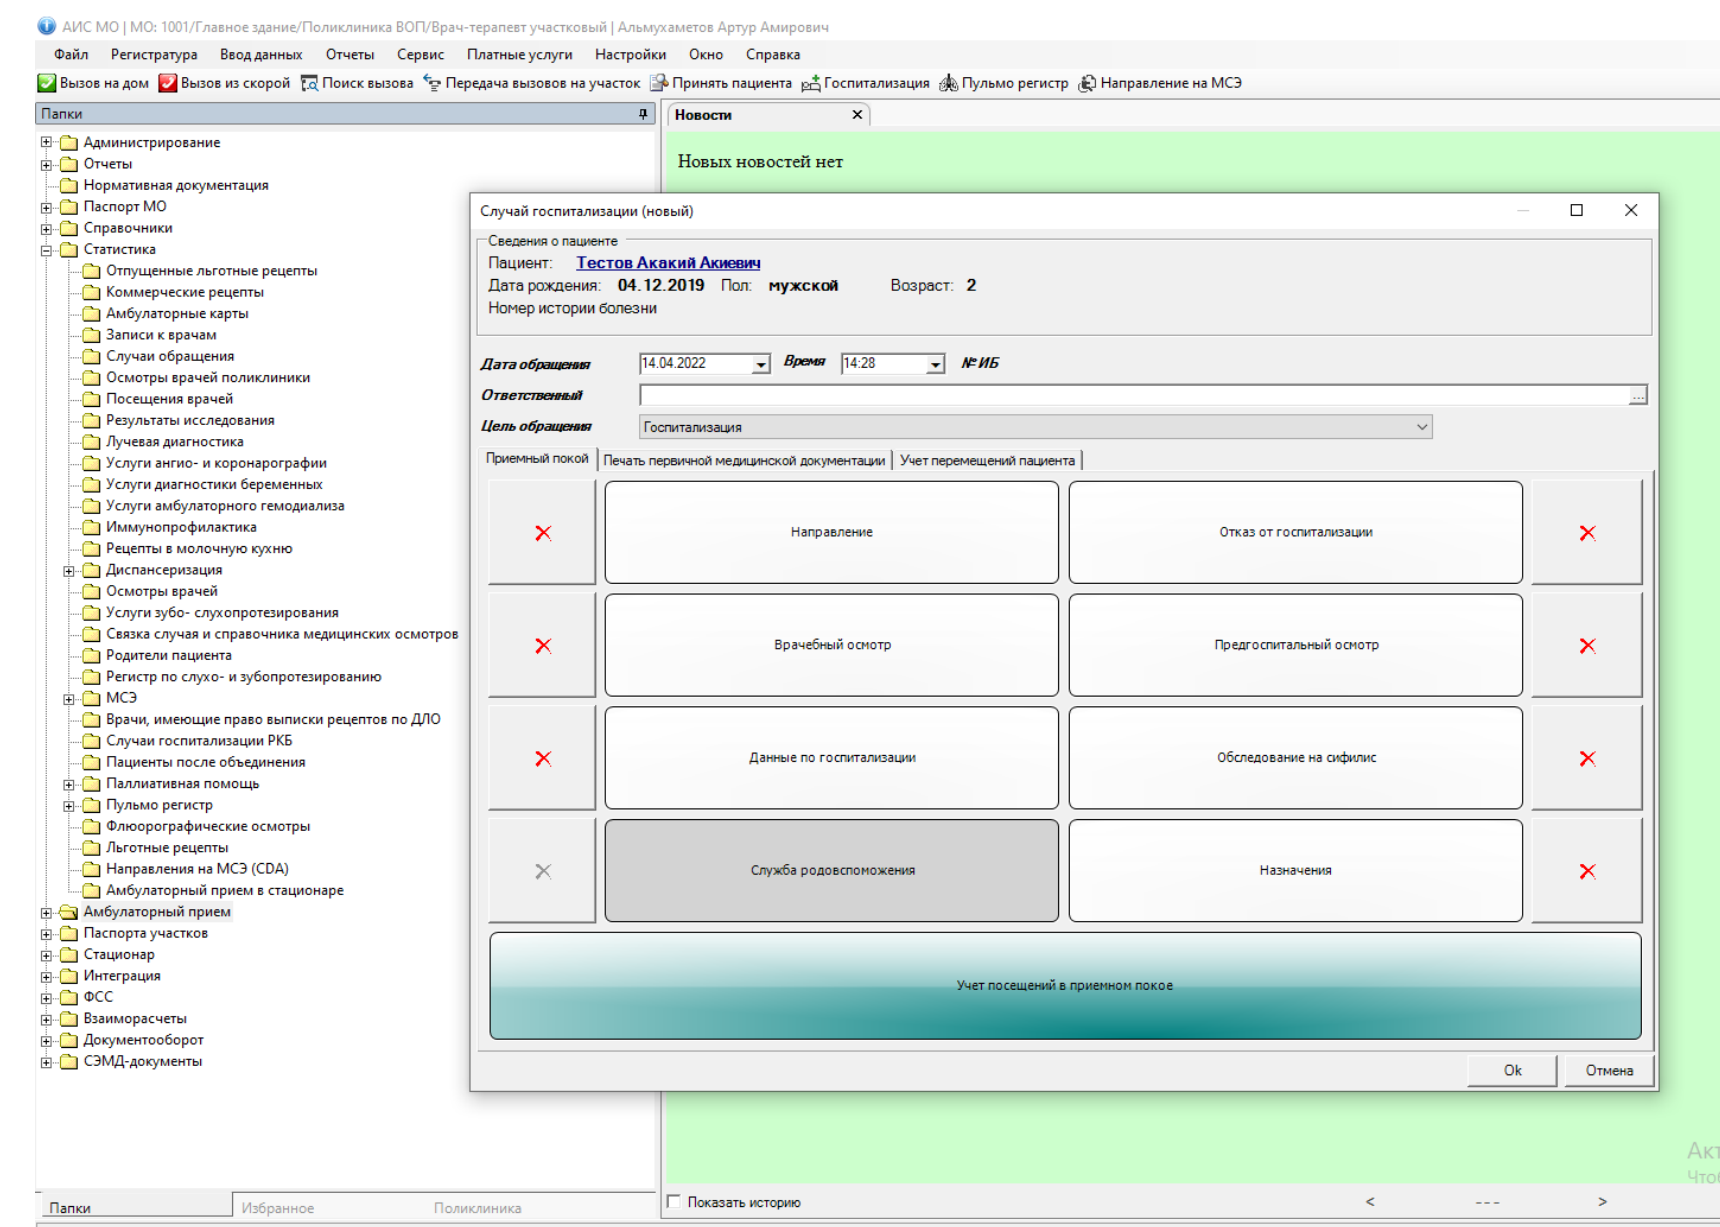 АИС МО | МО: 1001/Главное здание/Поликлиника ВОП/Врач-терапевт участковый | Альмухаметов Артур Амирович
Файл Регистратура Ввод данных Отчеты Сервис Платные услуги Настройки Окно Справка
Вызов на дом Вызов из скорой Поиск вызова Передача вызовов на участок Принять пациента Госпитализация Пульмо регистр Направление на МСЭ
Папки
Администрирование
Отчеты
Нормативная документация
Паспорт МО
Справочники
Статистика
Отпущенные льготные рецепты
Коммерческие рецепты
Амбулаторные карты
Записи к врачам
Случаи обращения
Осмотры врачей поликлиники
Посещения врачей
Результаты исследования
Лучевая диагностика
Услуги ангио- и коронарографии
Услуги диагностики беременных
Услуги амбулаторного гемодиализа
Иммунопрофилактика
Рецепты в молочную кухню
Диспансеризация
Осмотры врачей
Услуги зубо- слухопротезирования
Связка случая и справочника медицинских осмотров
Родители пациента
Регистр по слухо- и зубопротезированию
МСЭ
Врачи, имеющие право выписки рецептов по ДЛО
Случаи госпитализации РКБ
Пациенты после объединения
Паллиативная помощь
Пульмо регистр
Флюорографические осмотры
Льготные рецепты
Направления на МСЭ (CDA)
Амбулаторный прием в стационаре
Амбулаторный прием
Паспорта участков
Стационар
Интеграция
ФСС
Взаиморасчеты
Документооборот
СЭМД-документы
Папки Избранное Поликлиника
Новости
Новых новостей нет
Случай госпитализации (новый)
Сведения о пациенте
Пациент: Тестов Акакий Акиевич
Дата рождения: 04.12.2019 Пол: мужской Возраст: 2
Номер истории болезни
Дата обращения 14.04.2022 Время 14:28 № ИБ
Ответственный ...
Цель обращения Госпитализация
Приемный покой Печать первичной медицинской документации Учет перемещений пациента
Направление Отказ от госпитализации
Врачебный осмотр Предгоспитальный осмотр
Данные по госпитализации Обследование на сифилис
Служба родовспоможения Назначения
Учет посещений в приемном покое
Ok Отмена
Акт
Чтоб
Показать историю < --- >